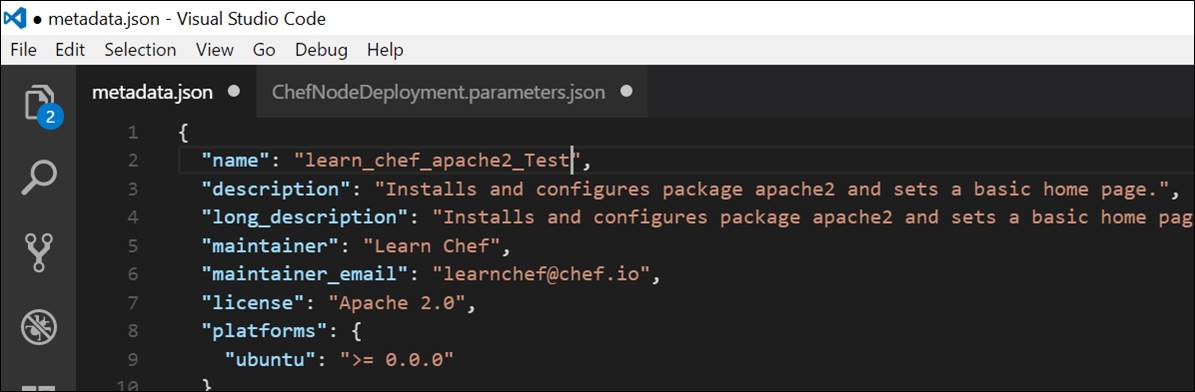 ● metadata.json - Visual Studio Code
File Edit Selection View Go Debug Help
metadata.json ● ChefNodeDeployment.parameters.json ●
2
1 {
2 "name": "learn_chef_apache2_Test",
3 "description": "Installs and configures package apache2 and sets a basic home page.",
4 "long_description": "Installs and configures package apache2 and sets a basic home pag
5 "maintainer": "Learn Chef",
6 "maintainer_email": "learnchef@chef.io",
7 "license": "Apache 2.0",
8 "platforms": {
9 "ubuntu": ">= 0.0.0"
10 }